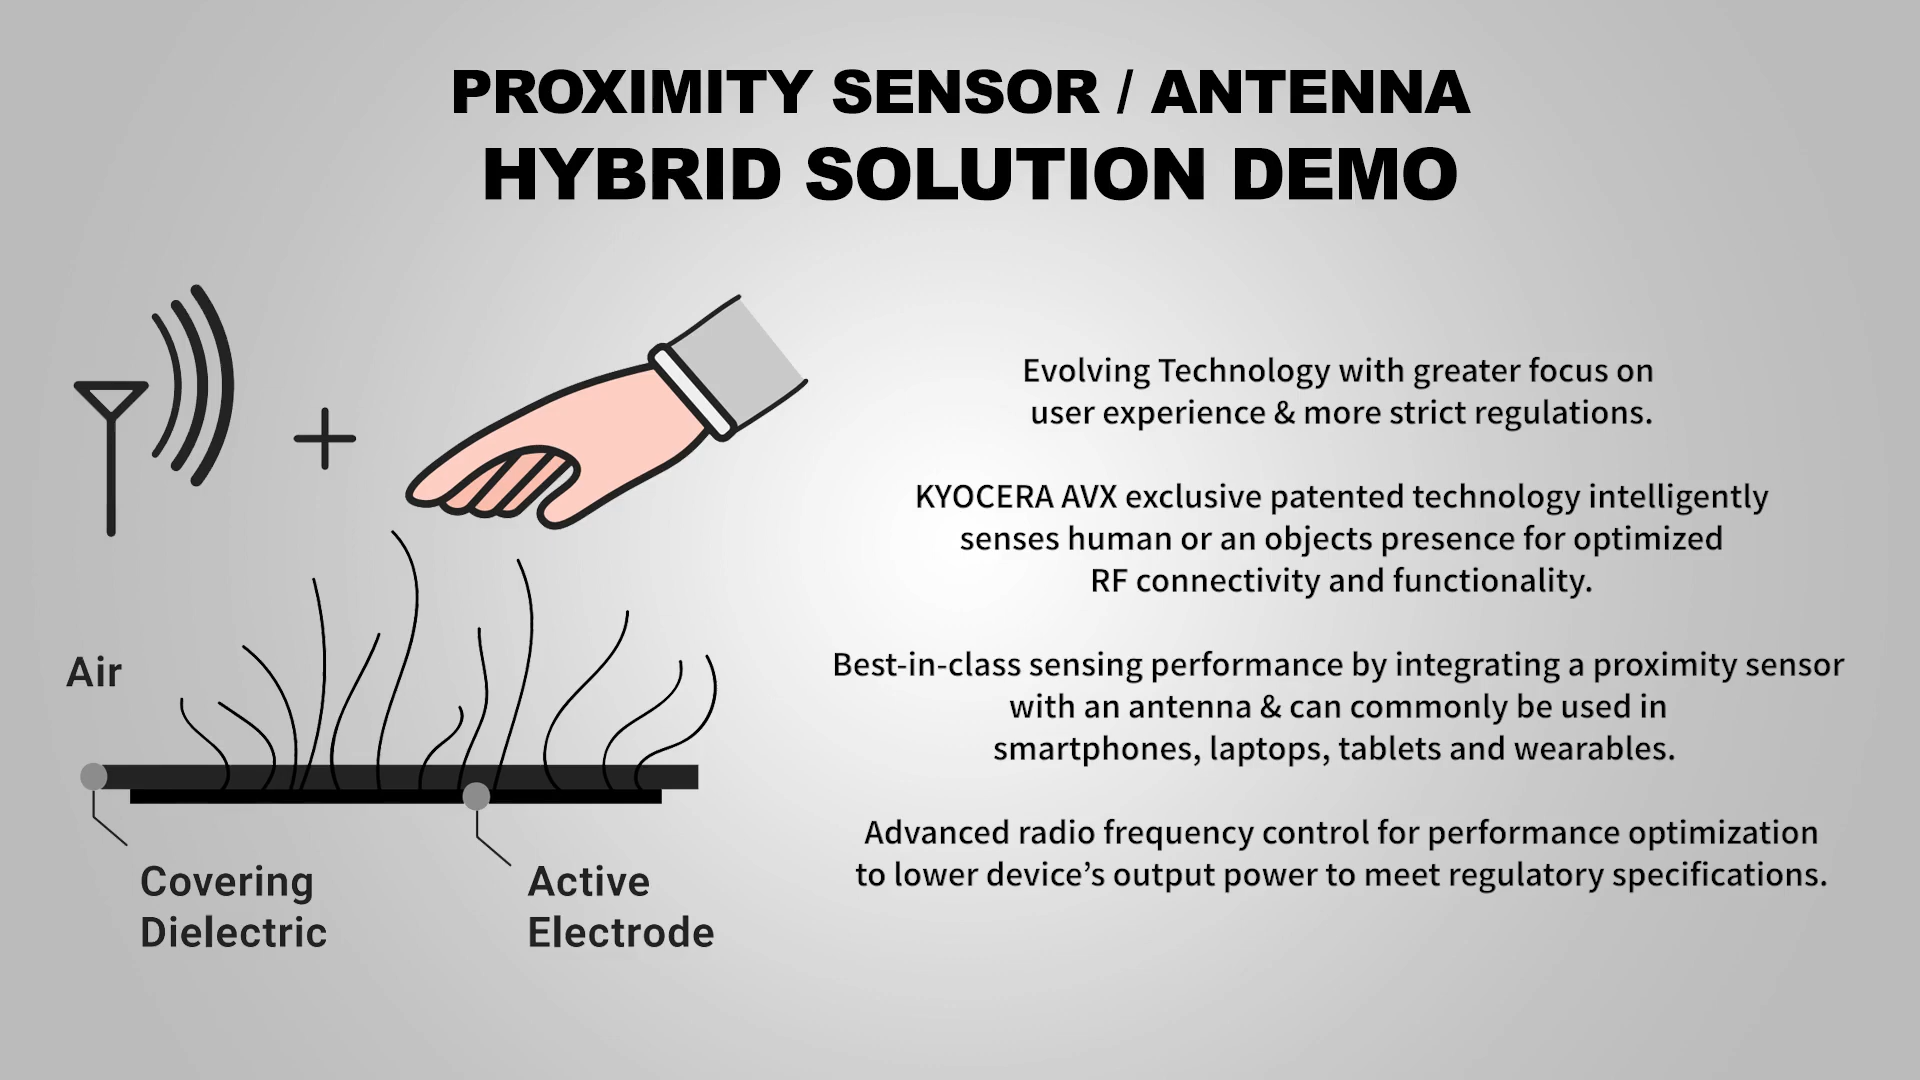 PROXIMITY SENSOR / ANTENNA
HYBRID SOLUTION DEMO
Air
Covering
Dielectric
Active
Electrode
Evolving Technology with greater focus on
user experience & more strict regulations.
KYOCERA AVX exclusive patented technology intelligently
senses human or an objects presence for optimized
RF connectivity and functionality.
Best-in-class sensing performance by integrating a proximity sensor
with an antenna & can commonly be used in
smartphones, laptops, tablets and wearables.
Advanced radio frequency control for performance optimization
to lower device’s output power to meet regulatory specifications.